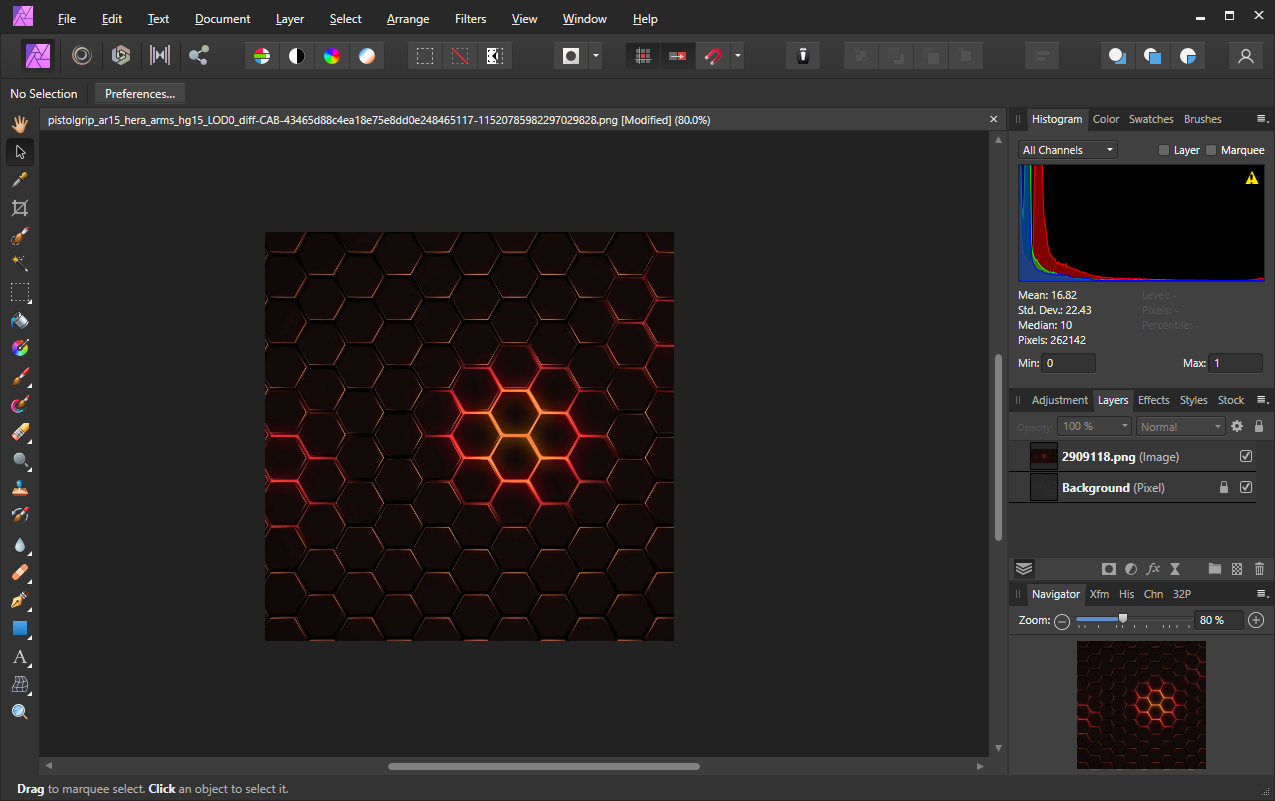 File Edit Text Document Layer Select Arrange Filters View Window Help
No Selection Preferences...
pistolgrip_ar15_hera_arms_hg15_LOD0_diff-CAB-43465d88c4ea18e75e8dd0e248465117-11520785982297029828.png [Modified] (80.0%)
Histogram Color Swatches Brushes
All Channels Layer Marquee
Mean: 16.82 Level: -
Std. Dev.: 22.43 Pixels: -
Median: 10 Percentile: -
Pixels: 262142
Min: 0 Max: 1
Adjustment Layers Effects Styles Stock
Opacity: 100 % Normal
2909118.png (Image)
Background (Pixel)
fx
Navigator Xfm His Chn 32P
Zoom: 80 %
A
Drag to marquee select. Click an object to select it.